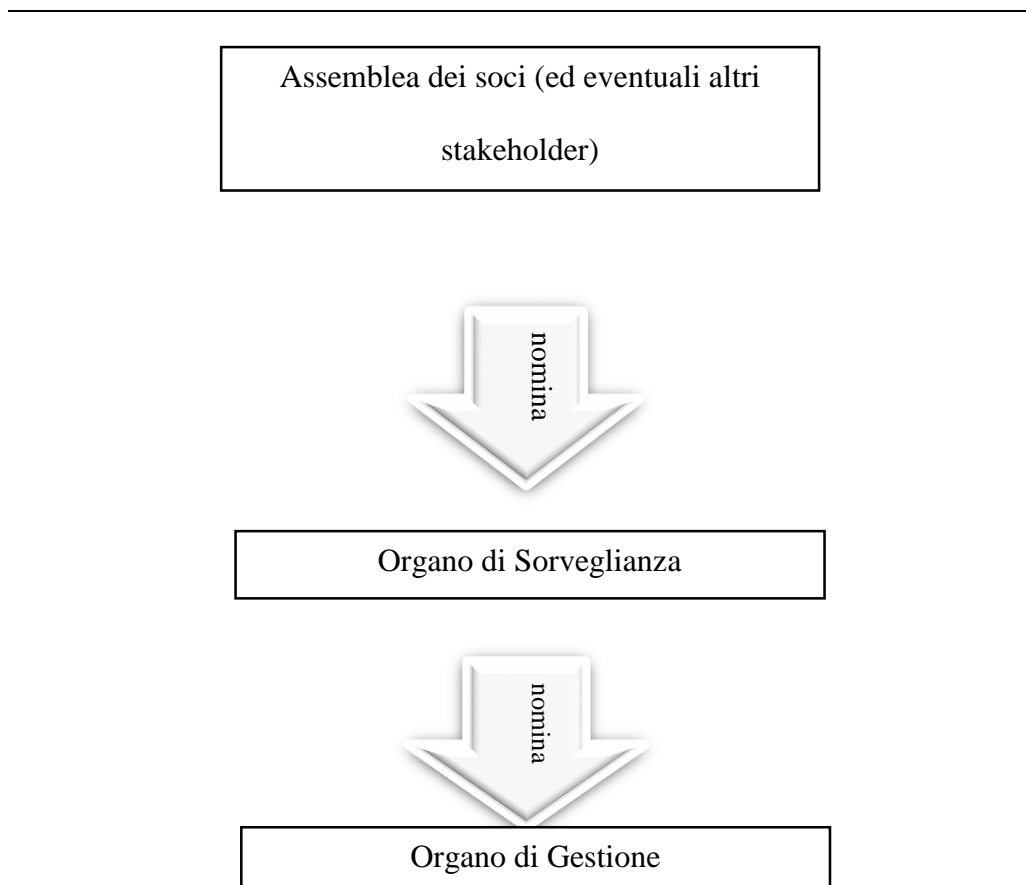 Assemblea dei soci (ed eventuali altri
stakeholder)
nomina
Organo di Sorveglianza
nomina
Organo di Gestione